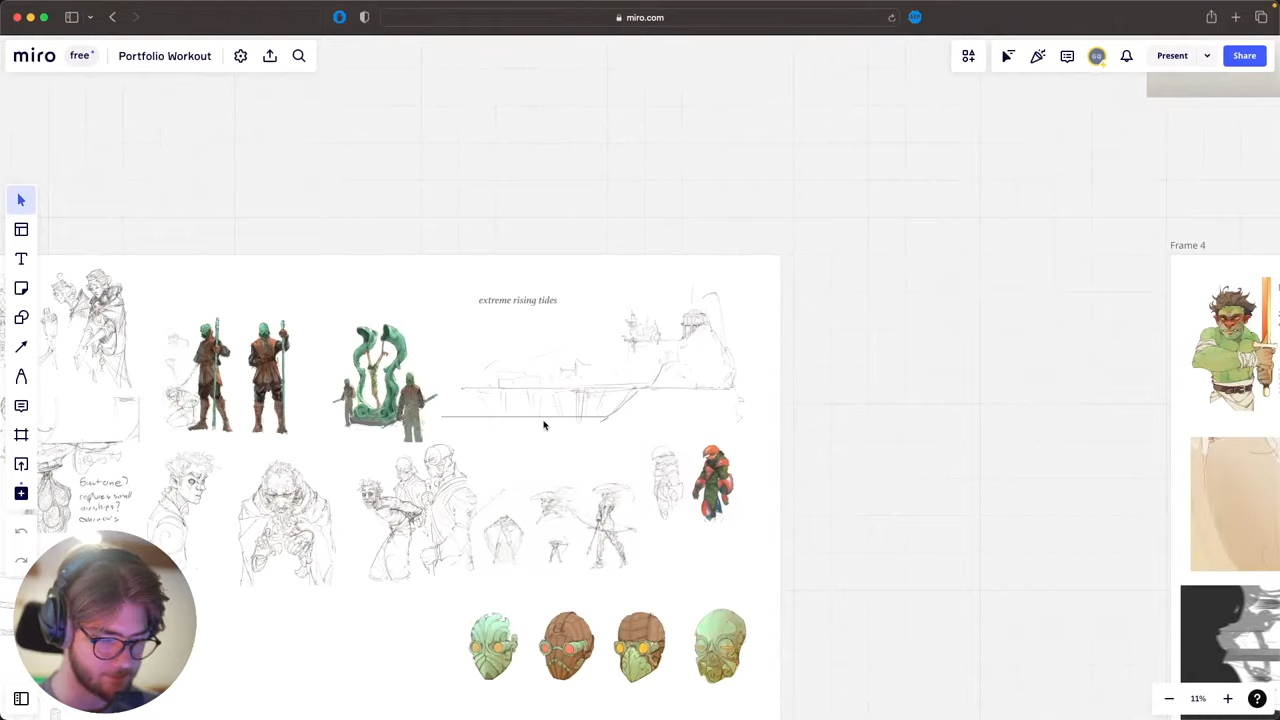 miro.com
miro
free
Portfolio Workout
Present
Share
Frame 4
extreme rising tides
11%